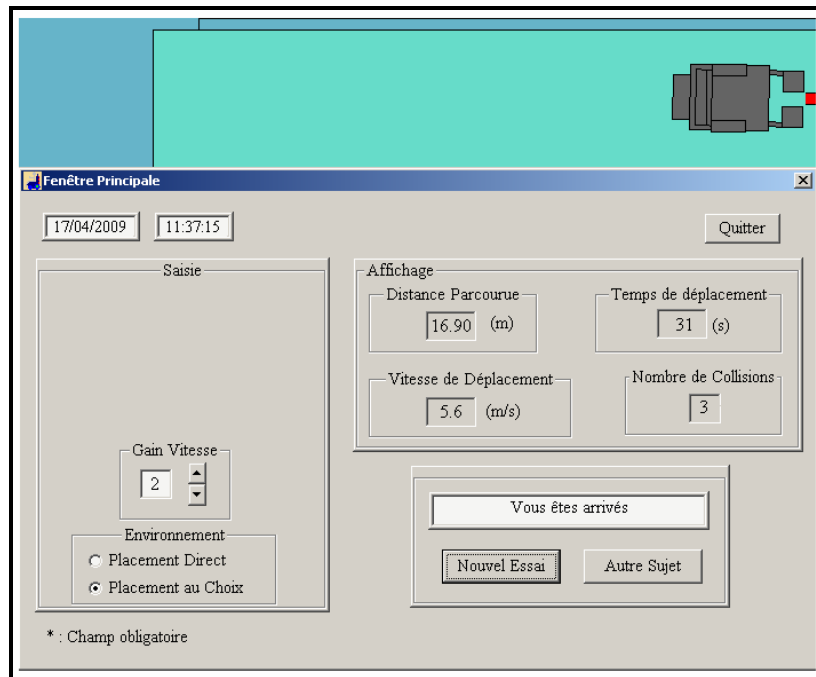 Fenêtre Principale
17/04/2009 11:37:15
Quitter
Saisie
Gain Vitesse
2
Environnement
Placement Direct
Placement au Choix
* : Champ obligatoire
Affichage
Distance Parcourue
16.90 (m)
Temps de déplacement
31 (s)
Vitesse de Déplacement
5.6 (m/s)
Nombre de Collisions
3
Vous êtes arrivés
Nouvel Essai
Autre Sujet